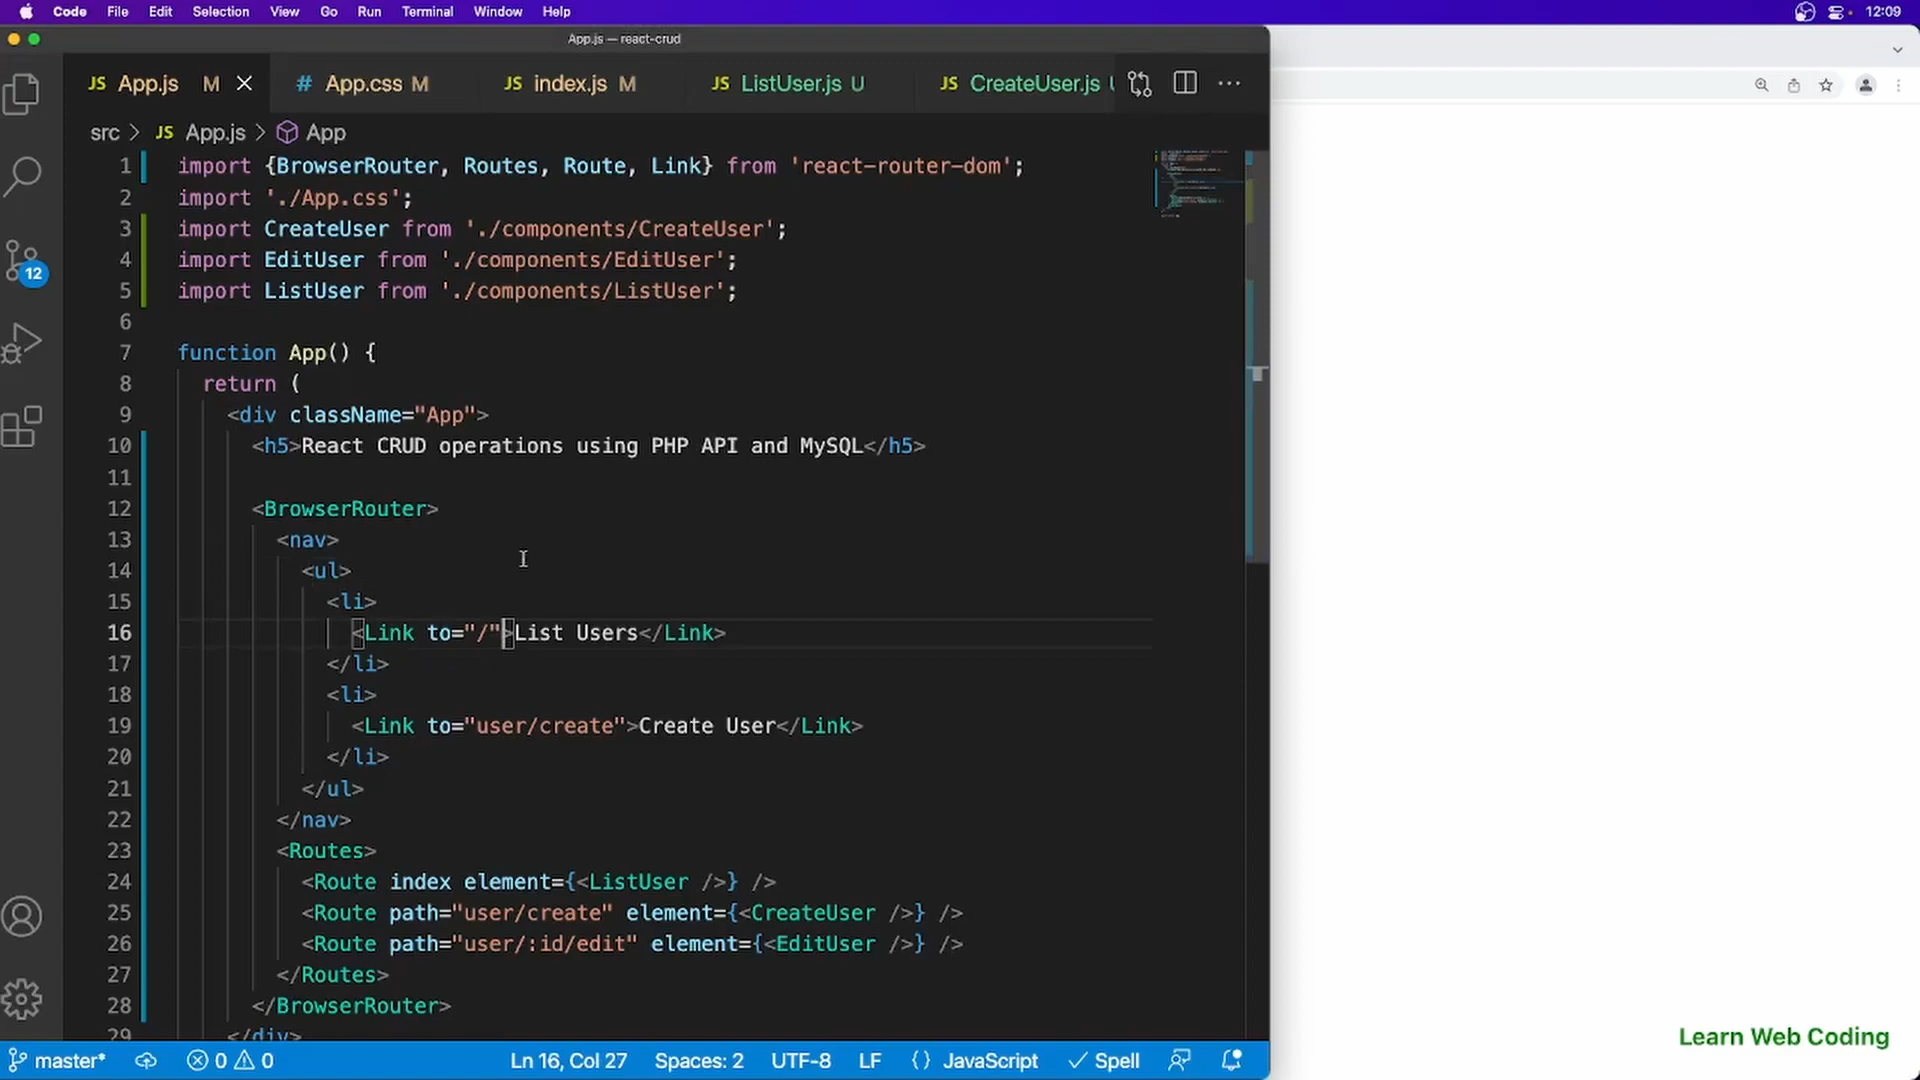 Code File Edit Selection View Go Run Terminal Window Help 12:09
App.js — react-crud
JS App.js M # App.css M JS index.js M JS ListUser.js U JS CreateUser.js
src > JS App.js > App
1 import {BrowserRouter, Routes, Route, Link} from 'react-router-dom';
2 import './App.css';
3 import CreateUser from './components/CreateUser';
4 import EditUser from './components/EditUser';
5 import ListUser from './components/ListUser';
6
7 function App() {
8 return (
9 <div className="App">
10 <h5>React CRUD operations using PHP API and MySQL</h5>
11
12 <BrowserRouter>
13 <nav>
14 <ul>
15 <li>
16 <Link to="/">List Users</Link>
17 </li>
18 <li>
19 <Link to="user/create">Create User</Link>
20 </li>
21 </ul>
22 </nav>
23 <Routes>
24 <Route index element={<ListUser />} />
25 <Route path="user/create" element={<CreateUser />} />
26 <Route path="user/:id/edit" element={<EditUser />} />
27 </Routes>
28 </BrowserRouter>
29 </div>
12
Learn Web Coding
master* 0 0 Ln 16, Col 27 Spaces: 2 UTF-8 LF {} JavaScript Spell